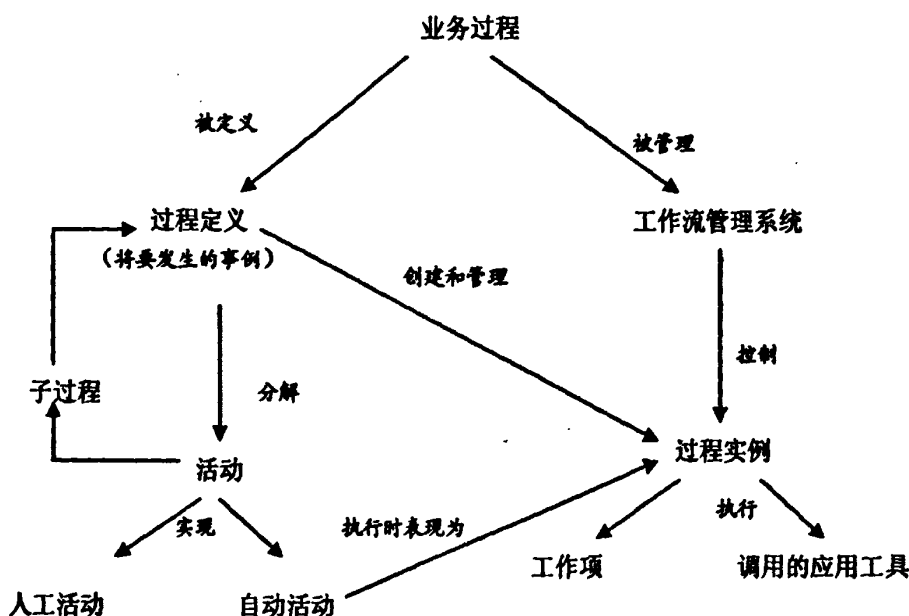 业务过程
被定义
被管理
过程定义
工作流管理系统
（将要发生的事例）
创建和管理
控制
子过程
分解
过程实例
活动
实现
执行时表现为
执行
工作项
调用的应用工具
人工活动
自动活动